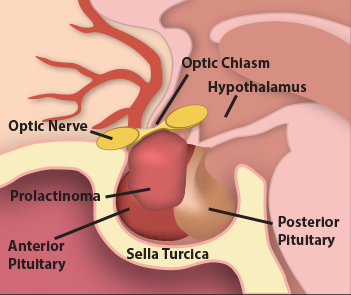 Optic Chiasm
Hypothalamus
Optic Nerve
Prolactinoma
Anterior
Pituitary
Sella Turcica
Posterior
Pituitary